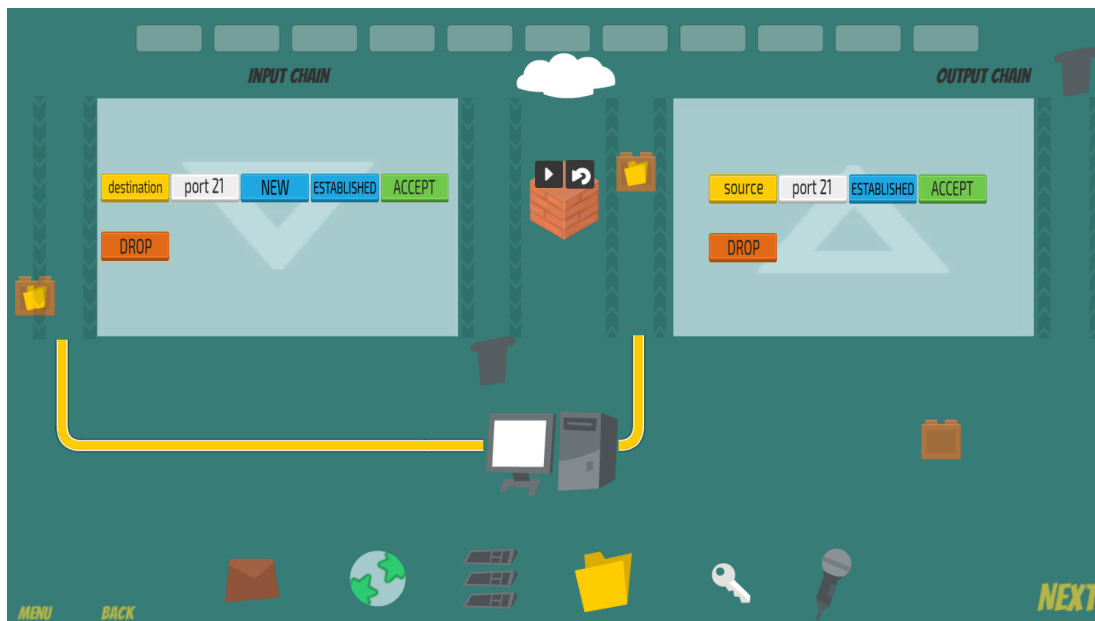 INPUT CHAIN
OUTPUT CHAIN
destination port 21 NEW ESTABLISHED ACCEPT
DROP
source port 21 ESTABLISHED ACCEPT
DROP
MENU
BACK
NEXT